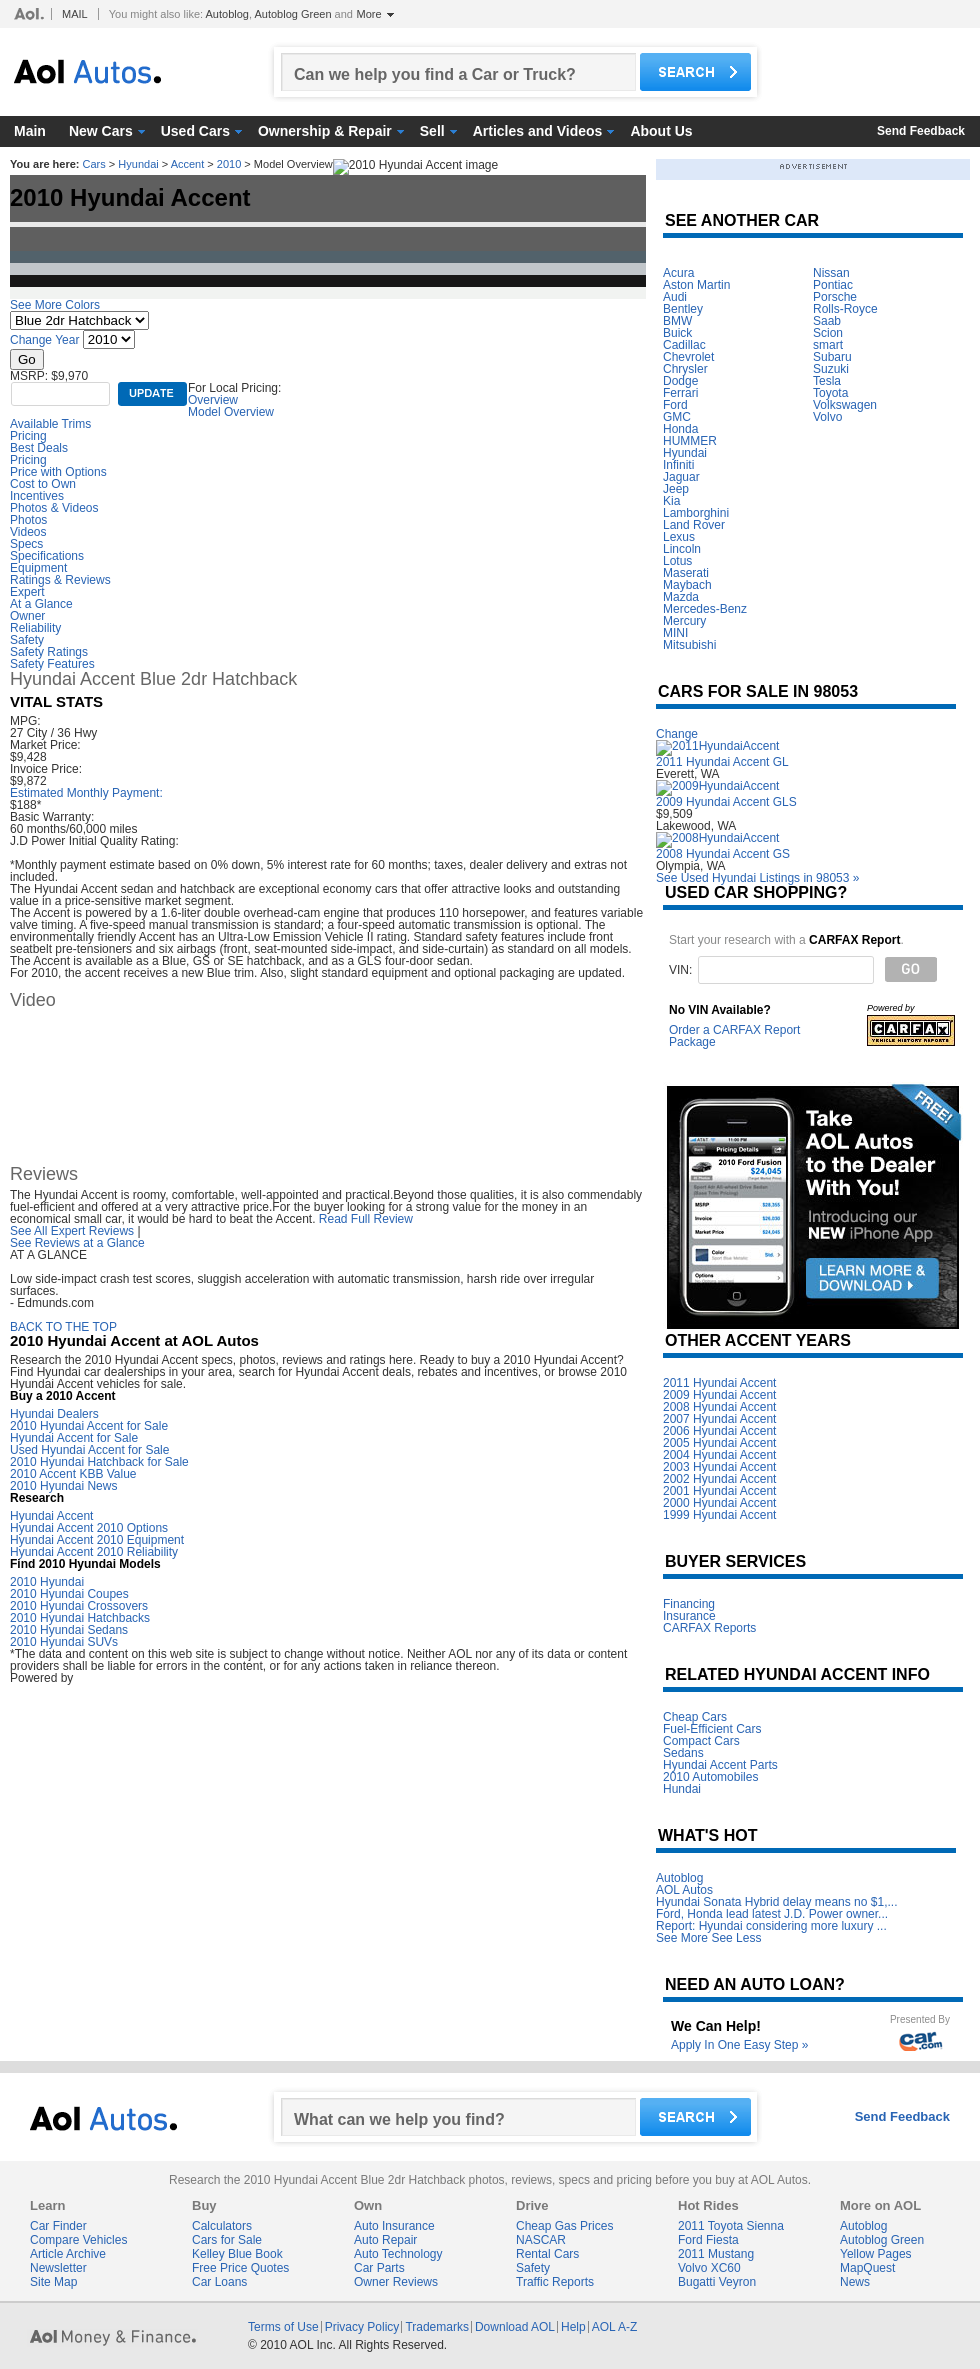 Aol. MAIL You might also like: Autoblog, Autoblog Green and More
Aol Autos.
Can we help you find a Car or Truck?
SEARCH
Main New Cars Used Cars Ownership & Repair Sell Articles and Videos About Us Send Feedback
You are here: Cars > Hyundai > Accent > 2010 > Model Overview 2010 Hyundai Accent image
2010 Hyundai Accent
See More Colors
Blue 2dr Hatchback
Change Year 2010
Go
MSRP: $9,970
UPDATE For Local Pricing:
Overview
Model Overview
Available Trims
Pricing
Best Deals
Pricing
Price with Options
Cost to Own
Incentives
Photos & Videos
Photos
Videos
Specs
Specifications
Equipment
Ratings & Reviews
Expert
At a Glance
Owner
Reliability
Safety
Safety Ratings
Safety Features
Hyundai Accent Blue 2dr Hatchback
VITAL STATS
MPG:
27 City / 36 Hwy
Market Price:
$9,428
Invoice Price:
$9,872
Estimated Monthly Payment:
$188*
Basic Warranty:
60 months/60,000 miles
J.D Power Initial Quality Rating:
*Monthly payment estimate based on 0% down, 5% interest rate for 60 months; taxes, dealer delivery and extras not
included.
The Hyundai Accent sedan and hatchback are exceptional economy cars that offer attractive looks and outstanding
value in a price-sensitive market segment.
The Accent is powered by a 1.6-liter double overhead-cam engine that produces 110 horsepower, and features variable
valve timing. A five-speed manual transmission is standard; a four-speed automatic transmission is optional. The
environmentally friendly Accent has an Ultra-Low Emission Vehicle II rating. Standard safety features include front
seatbelt pre-tensioners and six airbags (front, seat-mounted side-impact, and side-curtain) as standard on all models.
The Accent is available as a Blue, GS or SE hatchback, and as a GLS four-door sedan.
For 2010, the accent receives a new Blue trim. Also, slight standard equipment and optional packaging are updated.
Video
Reviews
The Hyundai Accent is roomy, comfortable, well-appointed and practical.Beyond those qualities, it is also commendably
fuel-efficient and offered at a very attractive price.For the buyer looking for a strong value for the money in an
economical small car, it would be hard to beat the Accent. Read Full Review
See All Expert Reviews |
See Reviews at a Glance
AT A GLANCE
Low side-impact crash test scores, sluggish acceleration with automatic transmission, harsh ride over irregular
surfaces.
- Edmunds.com
BACK TO THE TOP
2010 Hyundai Accent at AOL Autos
Research the 2010 Hyundai Accent specs, photos, reviews and ratings here. Ready to buy a 2010 Hyundai Accent?
Find Hyundai car dealerships in your area, search for Hyundai Accent deals, rebates and incentives, or browse 2010
Hyundai Accent vehicles for sale.
Buy a 2010 Accent
Hyundai Dealers
2010 Hyundai Accent for Sale
Hyundai Accent for Sale
Used Hyundai Accent for Sale
2010 Hyundai Hatchback for Sale
2010 Accent KBB Value
2010 Hyundai News
Research
Hyundai Accent
Hyundai Accent 2010 Options
Hyundai Accent 2010 Equipment
Hyundai Accent 2010 Reliability
Find 2010 Hyundai Models
2010 Hyundai
2010 Hyundai Coupes
2010 Hyundai Crossovers
2010 Hyundai Hatchbacks
2010 Hyundai Sedans
2010 Hyundai SUVs
*The data and content on this web site is subject to change without notice. Neither AOL nor any of its data or content
providers shall be liable for errors in the content, or for any actions taken in reliance thereon.
Powered by
ADVERTISEMENT
SEE ANOTHER CAR
Acura
Aston Martin
Audi
Bentley
BMW
Buick
Cadillac
Chevrolet
Chrysler
Dodge
Ferrari
Ford
GMC
Honda
HUMMER
Hyundai
Infiniti
Jaguar
Jeep
Kia
Lamborghini
Land Rover
Lexus
Lincoln
Lotus
Maserati
Maybach
Mazda
Mercedes-Benz
Mercury
MINI
Mitsubishi
Nissan
Pontiac
Porsche
Rolls-Royce
Saab
Scion
smart
Subaru
Suzuki
Tesla
Toyota
Volkswagen
Volvo
CARS FOR SALE IN 98053
Change
2011HyundaiAccent
2011 Hyundai Accent GL
Everett, WA
2009HyundaiAccent
2009 Hyundai Accent GLS
$9,509
Lakewood, WA
2008HyundaiAccent
2008 Hyundai Accent GS
Olympia, WA
See Used Hyundai Listings in 98053 »
USED CAR SHOPPING?
Start your research with a CARFAX Report.
VIN: GO
No VIN Available?
Order a CARFAX Report
Package
Powered by
CARFAX
VEHICLE HISTORY REPORTS
FREE!
Take
AOL Autos
to the Dealer
With You!
Introducing our
NEW iPhone App
LEARN MORE &
DOWNLOAD
AT&T 11:00 PM
Pricing Details
2010 Ford Fusion
$24,045
MSRP $28,355
Invoice $26,030
Market Price $24,045
Color
Options
OTHER ACCENT YEARS
2011 Hyundai Accent
2009 Hyundai Accent
2008 Hyundai Accent
2007 Hyundai Accent
2006 Hyundai Accent
2005 Hyundai Accent
2004 Hyundai Accent
2003 Hyundai Accent
2002 Hyundai Accent
2001 Hyundai Accent
2000 Hyundai Accent
1999 Hyundai Accent
BUYER SERVICES
Financing
Insurance
CARFAX Reports
RELATED HYUNDAI ACCENT INFO
Cheap Cars
Fuel-Efficient Cars
Compact Cars
Sedans
Hyundai Accent Parts
2010 Automobiles
Hundai
WHAT'S HOT
Autoblog
AOL Autos
Hyundai Sonata Hybrid delay means no $1,...
Ford, Honda lead latest J.D. Power owner...
Report: Hyundai considering more luxury ...
See More See Less
NEED AN AUTO LOAN?
We Can Help!
Apply In One Easy Step »
Presented By
car.com
Aol Autos.
What can we help you find?
SEARCH
Send Feedback
Research the 2010 Hyundai Accent Blue 2dr Hatchback photos, reviews, specs and pricing before you buy at AOL Autos.
Learn
Car Finder
Compare Vehicles
Article Archive
Newsletter
Site Map
Buy
Calculators
Cars for Sale
Kelley Blue Book
Free Price Quotes
Car Loans
Own
Auto Insurance
Auto Repair
Auto Technology
Car Parts
Owner Reviews
Drive
Cheap Gas Prices
NASCAR
Rental Cars
Safety
Traffic Reports
Hot Rides
2011 Toyota Sienna
Ford Fiesta
2011 Mustang
Volvo XC60
Bugatti Veyron
More on AOL
Autoblog
Autoblog Green
Yellow Pages
MapQuest
News
Aol Money & Finance.
Terms of Use | Privacy Policy | Trademarks | Download AOL | Help | AOL A-Z
© 2010 AOL Inc. All Rights Reserved.